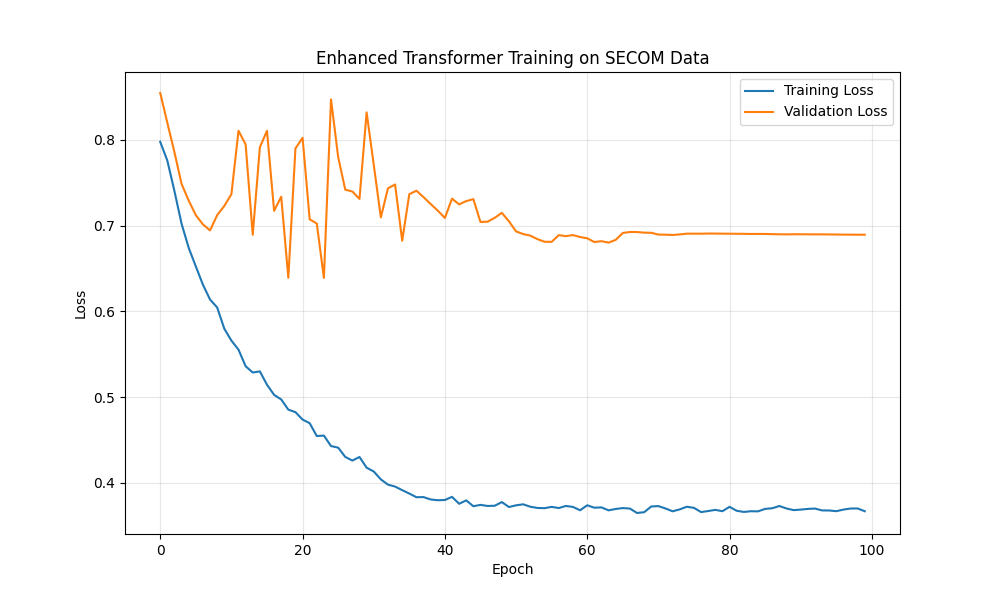 Enhanced Transformer Training on SECOM Data
Training Loss
Validation Loss
Loss
0.8
0.7
0.6
0.5
0.4
0
20
40
60
80
100
Epoch